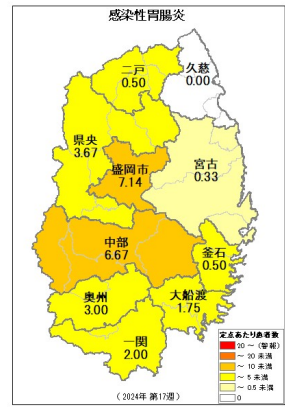 感染性胃腸炎
二戸
0.50
久慈
0.00
県央
3.67
盛岡市
7.14
宮古
0.33
中部
6.67
釜石
0.50
奥州
3.00
大船渡
1.75
一関
2.00
定点あたり患者数
20 ～ (警報)
～ 20 未満
～ 10 未満
～ 5 未満
～ 0.5 未満
0
(2024年 第17週)